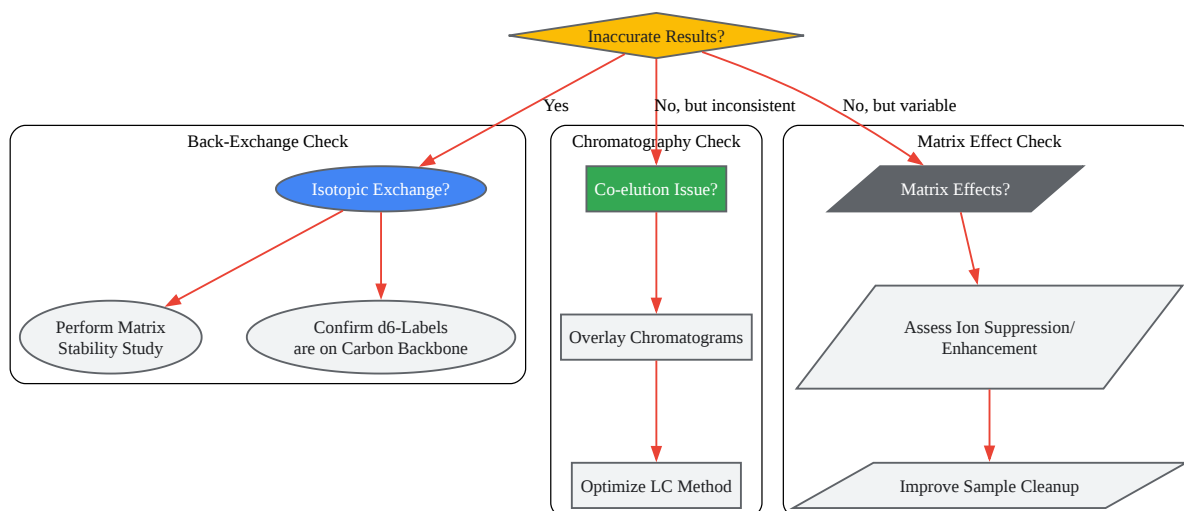 Inaccurate Results?
Yes
No, but inconsistent
No, but variable
Back-Exchange Check
Chromatography Check
Matrix Effect Check
Isotopic Exchange?
Co-elution Issue?
Matrix Effects?
Perform Matrix
Stability Study
Confirm d6-Labels
are on Carbon Backbone
Overlay Chromatograms
Assess Ion Suppression/
Enhancement
Optimize LC Method
Improve Sample Cleanup